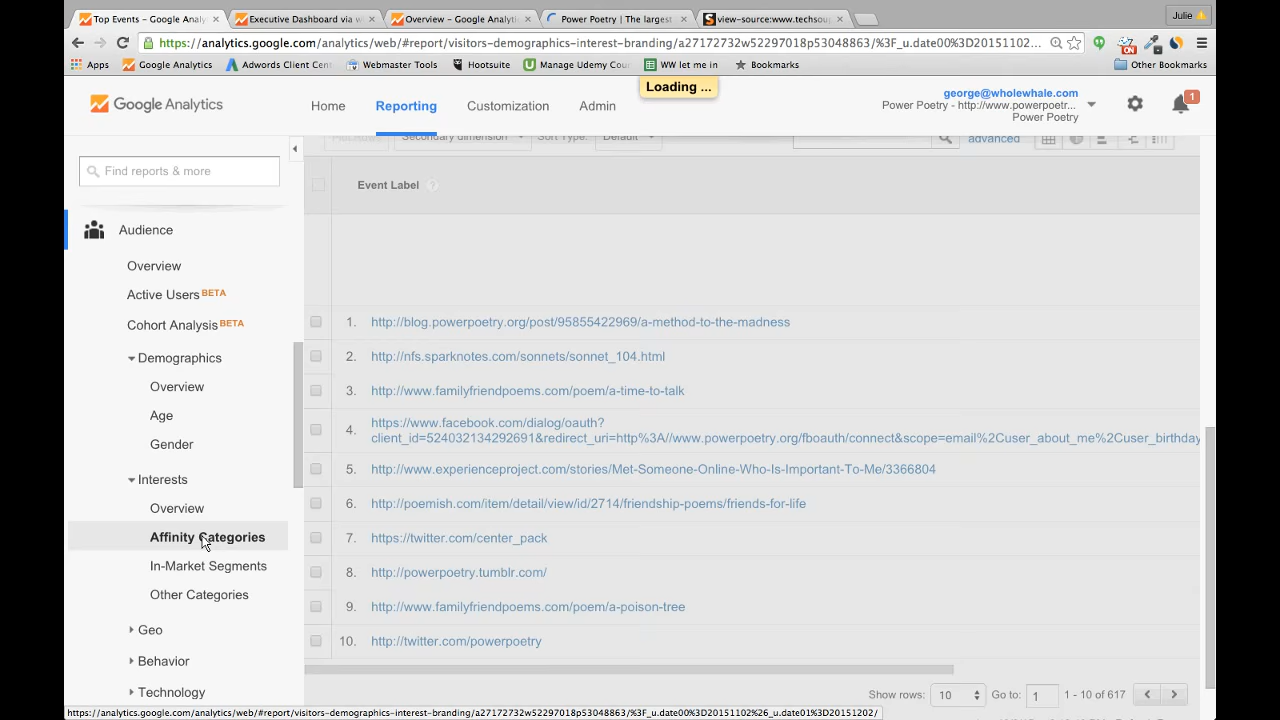 Top Events – Google Analy
Executive Dashboard via w
Overview – Google Analytic
Power Poetry | The largest
view-source:www.techsou
Julie
https://analytics.google.com/analytics/web/#report/visitors-demographics-interest-branding/a27172732w52297018p53048863/%3F_u.date00%3D20151102...
ON
Apps
Google Analytics
Adwords Client Cent
Webmaster Tool
Hootsuite
Manage Udemy Cou
WW let me in
Bookmarks
Other Bookmarks
Loading ...
Google Analytics
Home
Reporting
Customization
Admin
george@wholewhale.com
Power Poetry - http://www.powerpoetr...
Power Poetry
1
Secondary dimension
Sort Type:
Default
advanced
Find reports & more
Event Label
Audience
Overview
Active Users BETA
Cohort Analysis BETA
Demographics
Overview
Age
Gender
Interests
Overview
Affinity Categories
In-Market Segments
Other Categories
Geo
Behavior
Technology
1. http://blog.powerpoetry.org/post/95855422969/a-method-to-the-madness
2. http://nfs.sparknotes.com/sonnets/sonnet_104.html
3. http://www.familyfriendpoems.com/poem/a-time-to-talk
4. https://www.facebook.com/dialog/oauth?
client_id=524032134292691&redirect_uri=http%3A//www.powerpoetry.org/fboauth/connect&scope=email%2Cuser_about_me%2Cuser_birthday
5. http://www.experienceproject.com/stories/Met-Someone-Online-Who-Is-Important-To-Me/3366804
6. http://poemish.com/item/detail/view/id/2714/friendship-poems/friends-for-life
7. https://twitter.com/center_pack
8. http://powerpoetry.tumblr.com/
9. http://www.familyfriendpoems.com/poem/a-poison-tree
10. http://twitter.com/powerpoetry
Show rows: 10 Go to: 1 1 - 10 of 617
https://analytics.google.com/analytics/web/#report/visitors-demographics-interest-branding/a27172732w52297018p53048863/%3F_u.date00%3D20151102%26_u.date01%3D20151202/